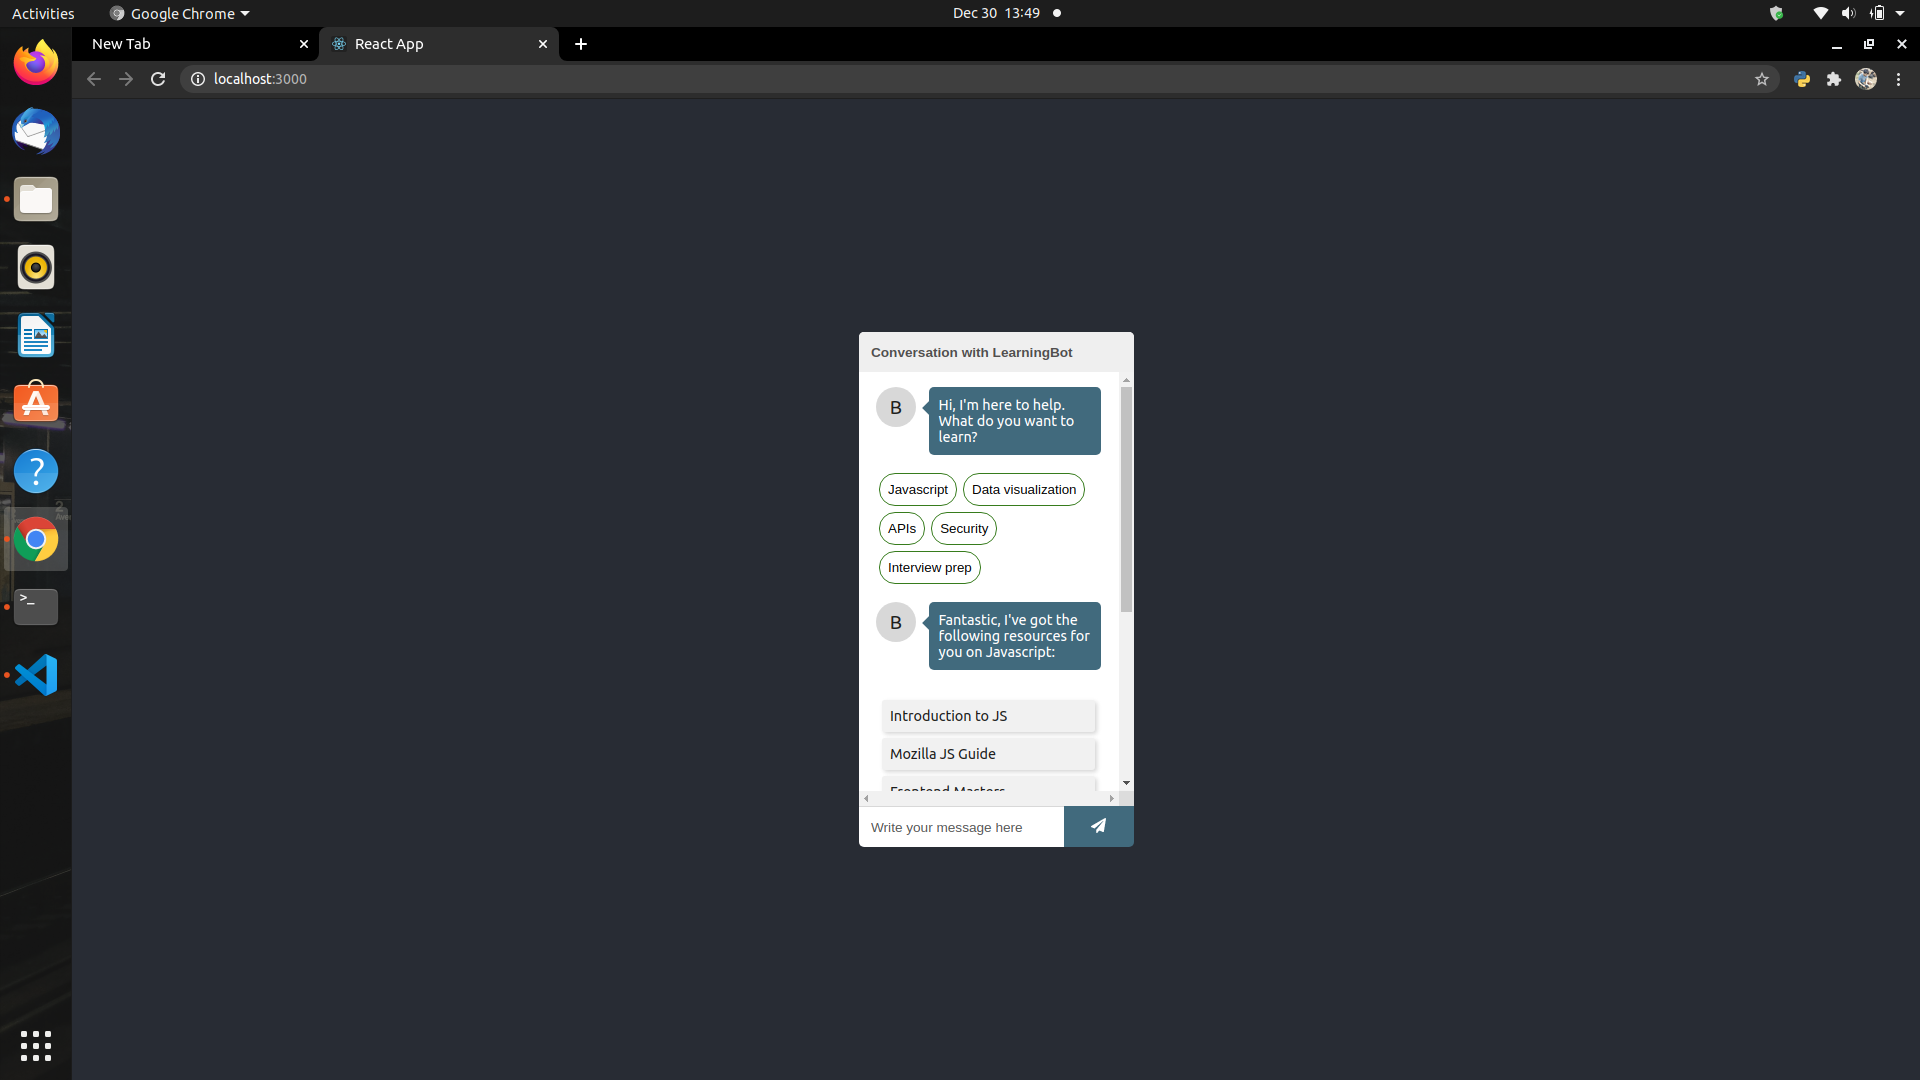 Activities
Google Chrome
Dec 30 13:49
New Tab
React App
localhost:3000
Conversation with LearningBot
B
Hi, I'm here to help.
What do you want to
learn?
Javascript
Data visualization
APIs
Security
Interview prep
B
Fantastic, I've got the
following resources for
you on Javascript:
Introduction to JS
Mozilla JS Guide
Frontend Masters
Write your message here